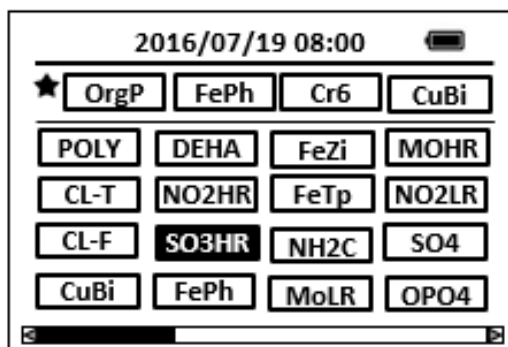 2016/07/19 08:00
OrgP FePh Cr6 CuBi
POLY DEHA FeZi MOHR
CL-T NO2HR FeTp NO2LR
CL-F SO3HR NH2C SO4
CuBi FePh MoLR OPO4